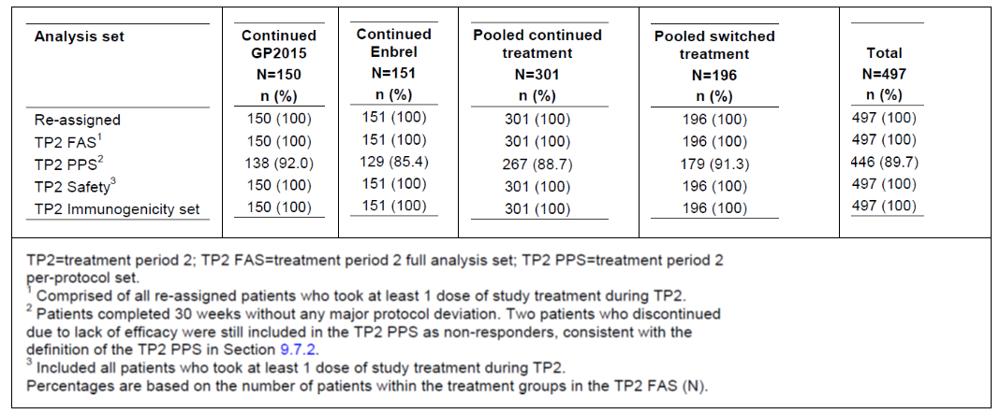 Analysis set Continued GP2015 N=150 n (%) Continued Enbrel N=151 n (%) Pooled continued treatment N=301 n (%) Pooled switched treatment N=196 n (%) Total N=497 n (%)
Re-assigned 150 (100) 151 (100) 301 (100) 196 (100) 497 (100)
TP2 FAS¹ 150 (100) 151 (100) 301 (100) 196 (100) 497 (100)
TP2 PPS² 138 (92.0) 129 (85.4) 267 (88.7) 179 (91.3) 446 (89.7)
TP2 Safety³ 150 (100) 151 (100) 301 (100) 196 (100) 497 (100)
TP2 Immunogenicity set 150 (100) 151 (100) 301 (100) 196 (100) 497 (100)
TP2=treatment period 2; TP2 FAS=treatment period 2 full analysis set; TP2 PPS=treatment period 2
per-protocol set.
¹ Comprised of all re-assigned patients who took at least 1 dose of study treatment during TP2.
² Patients completed 30 weeks without any major protocol deviation. Two patients who discontinued
due to lack of efficacy were still included in the TP2 PPS as non-responders, consistent with the
definition of the TP2 PPS in Section 9.7.2.
³ Included all patients who took at least 1 dose of study treatment during TP2.
Percentages are based on the number of patients within the treatment groups in the TP2 FAS (N).